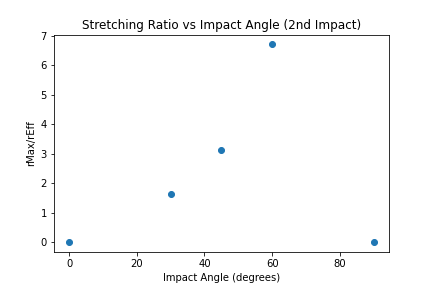 Stretching Ratio vs Impact Angle (2nd Impact)
7
6
5
4
3
2
1
0
rMax/rEff
0 20 40 60 80
Impact Angle (degrees)